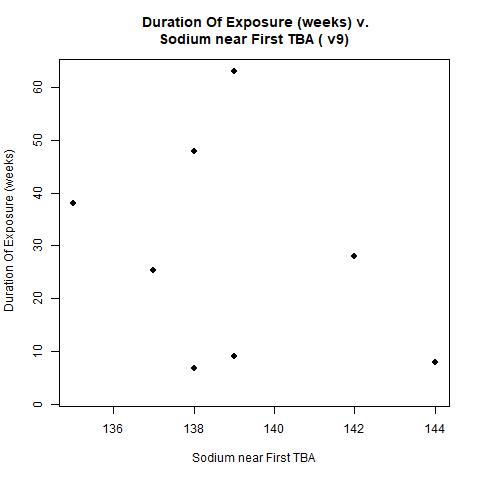 Duration Of Exposure (weeks) v.
Sodium near First TBA ( v9)
Duration Of Exposure (weeks)
60
50
40
30
20
10
0
136 138 140 142 144
Sodium near First TBA